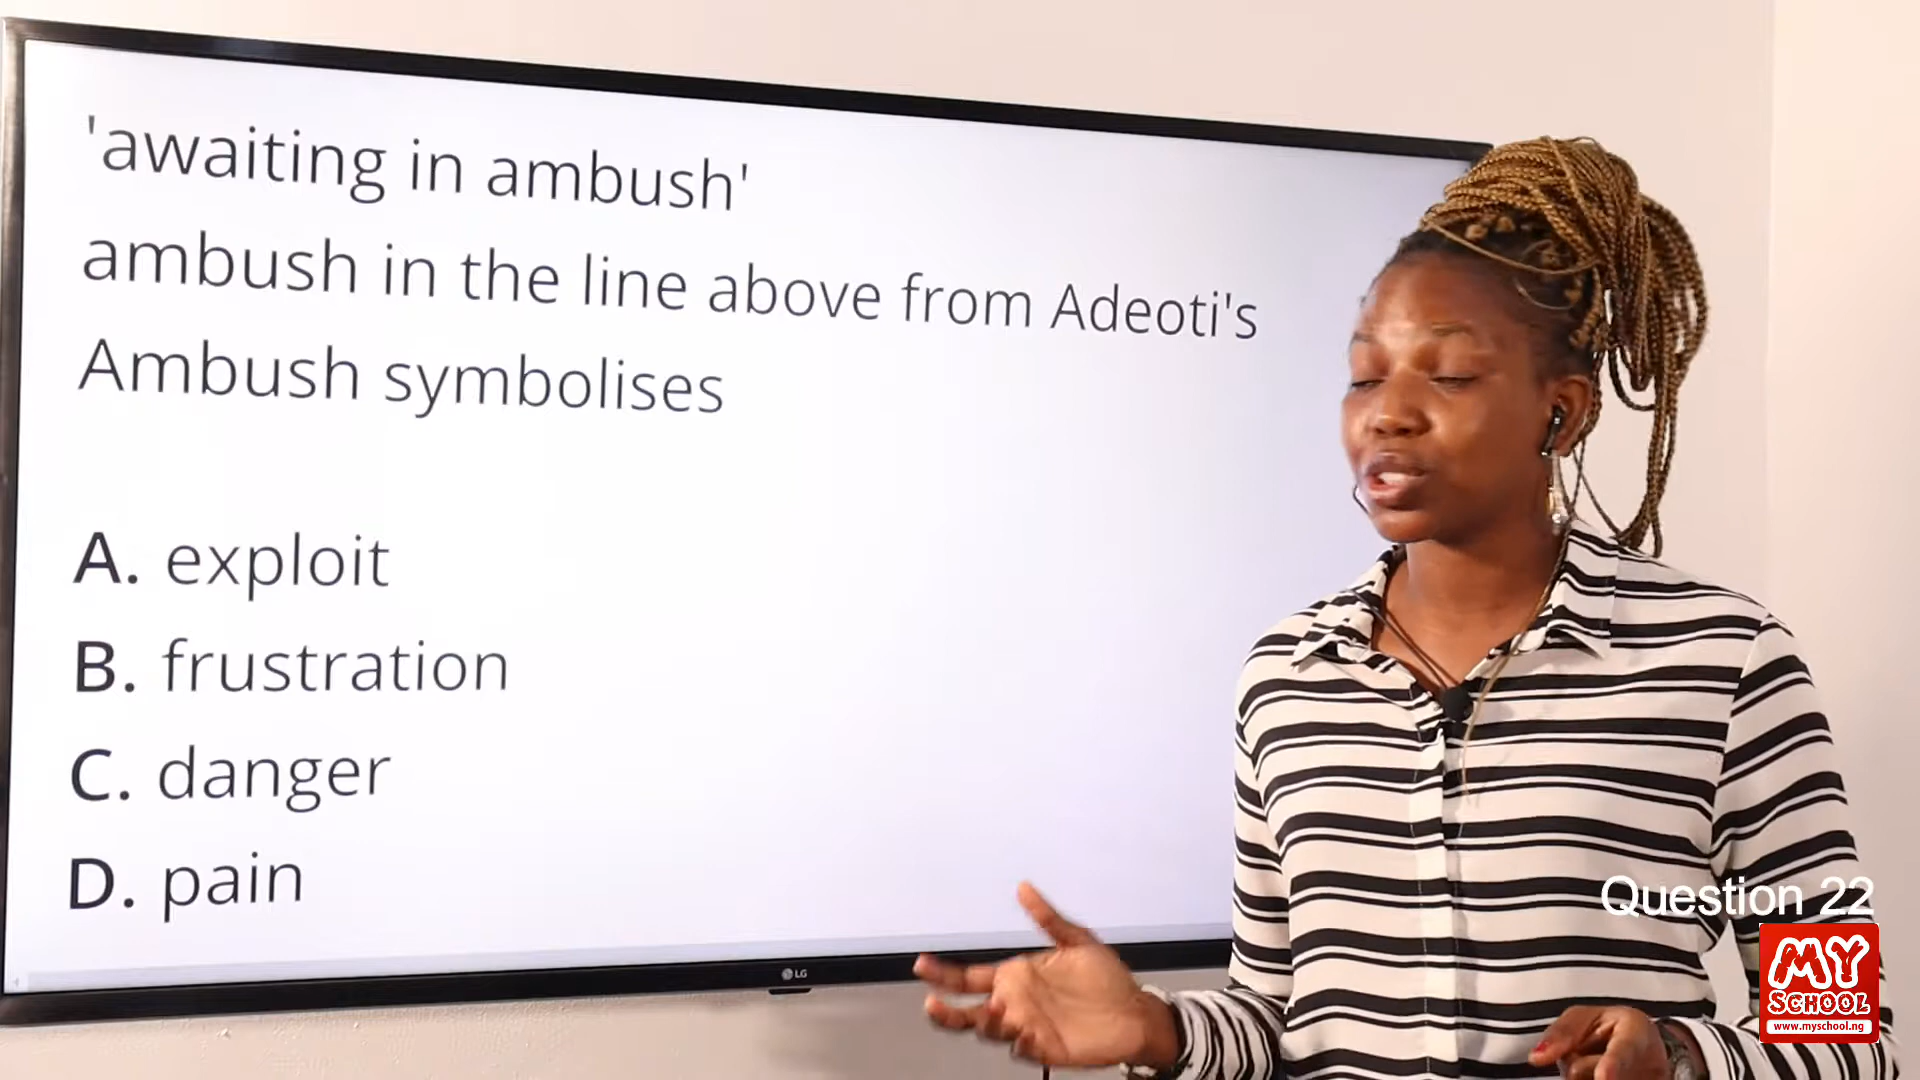 'awaiting in ambush'
ambush in the line above from Adeoti's
Ambush symbolises
A. exploit
B. frustration
C. danger
D. pain
LG
Question 22
MY
SCHOOL
www.myschool.ng